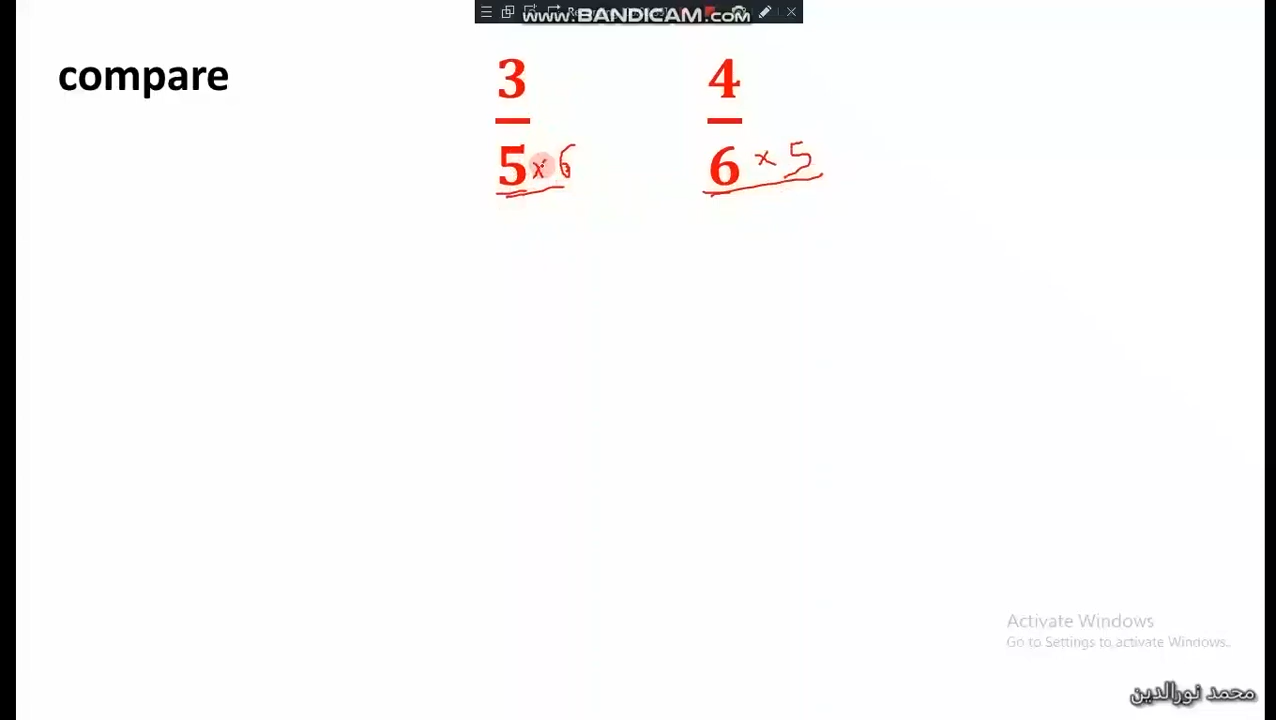 www.BANDICAM.com
compare
3 4
5 × 6 6 × 5
Activate Windows
Go to Settings to activate Windows.
محمد نورالدين